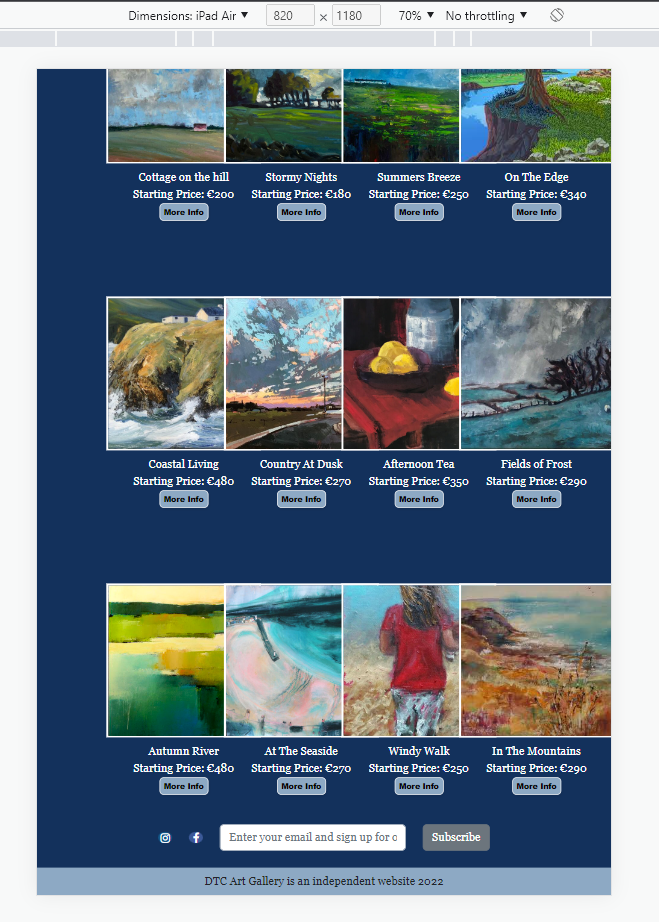 Dimensions: iPad Air ▼ 820 × 1180 70% ▼ No throttling ▼
Cottage on the hill Stormy Nights Summers Breeze On The Edge
Starting Price: €200 Starting Price: €180 Starting Price: €250 Starting Price: €340
More Info More Info More Info More Info
Coastal Living Country At Dusk Afternoon Tea Fields of Frost
Starting Price: €480 Starting Price: €270 Starting Price: €350 Starting Price: €290
More Info More Info More Info More Info
Autumn River At The Seaside Windy Walk In The Mountains
Starting Price: €480 Starting Price: €270 Starting Price: €250 Starting Price: €290
More Info More Info More Info More Info
Enter your email and sign up for o Subscribe
DTC Art Gallery is an independent website 2022